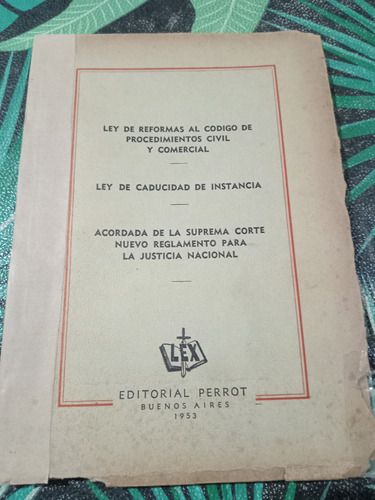 LEY DE REFORMAS AL CODIGO DE
PROCEDIMIENTOS CIVIL
Y COMERCIAL
LEY DE CADUCIDAD DE INSTANCIA
ACORDADA DE LA SUPREMA CORTE
NUEVO REGLAMENTO PARA
LA JUSTICIA NACIONAL
LEX
EDITORIAL PERROT
BUENOS AIRES
1953